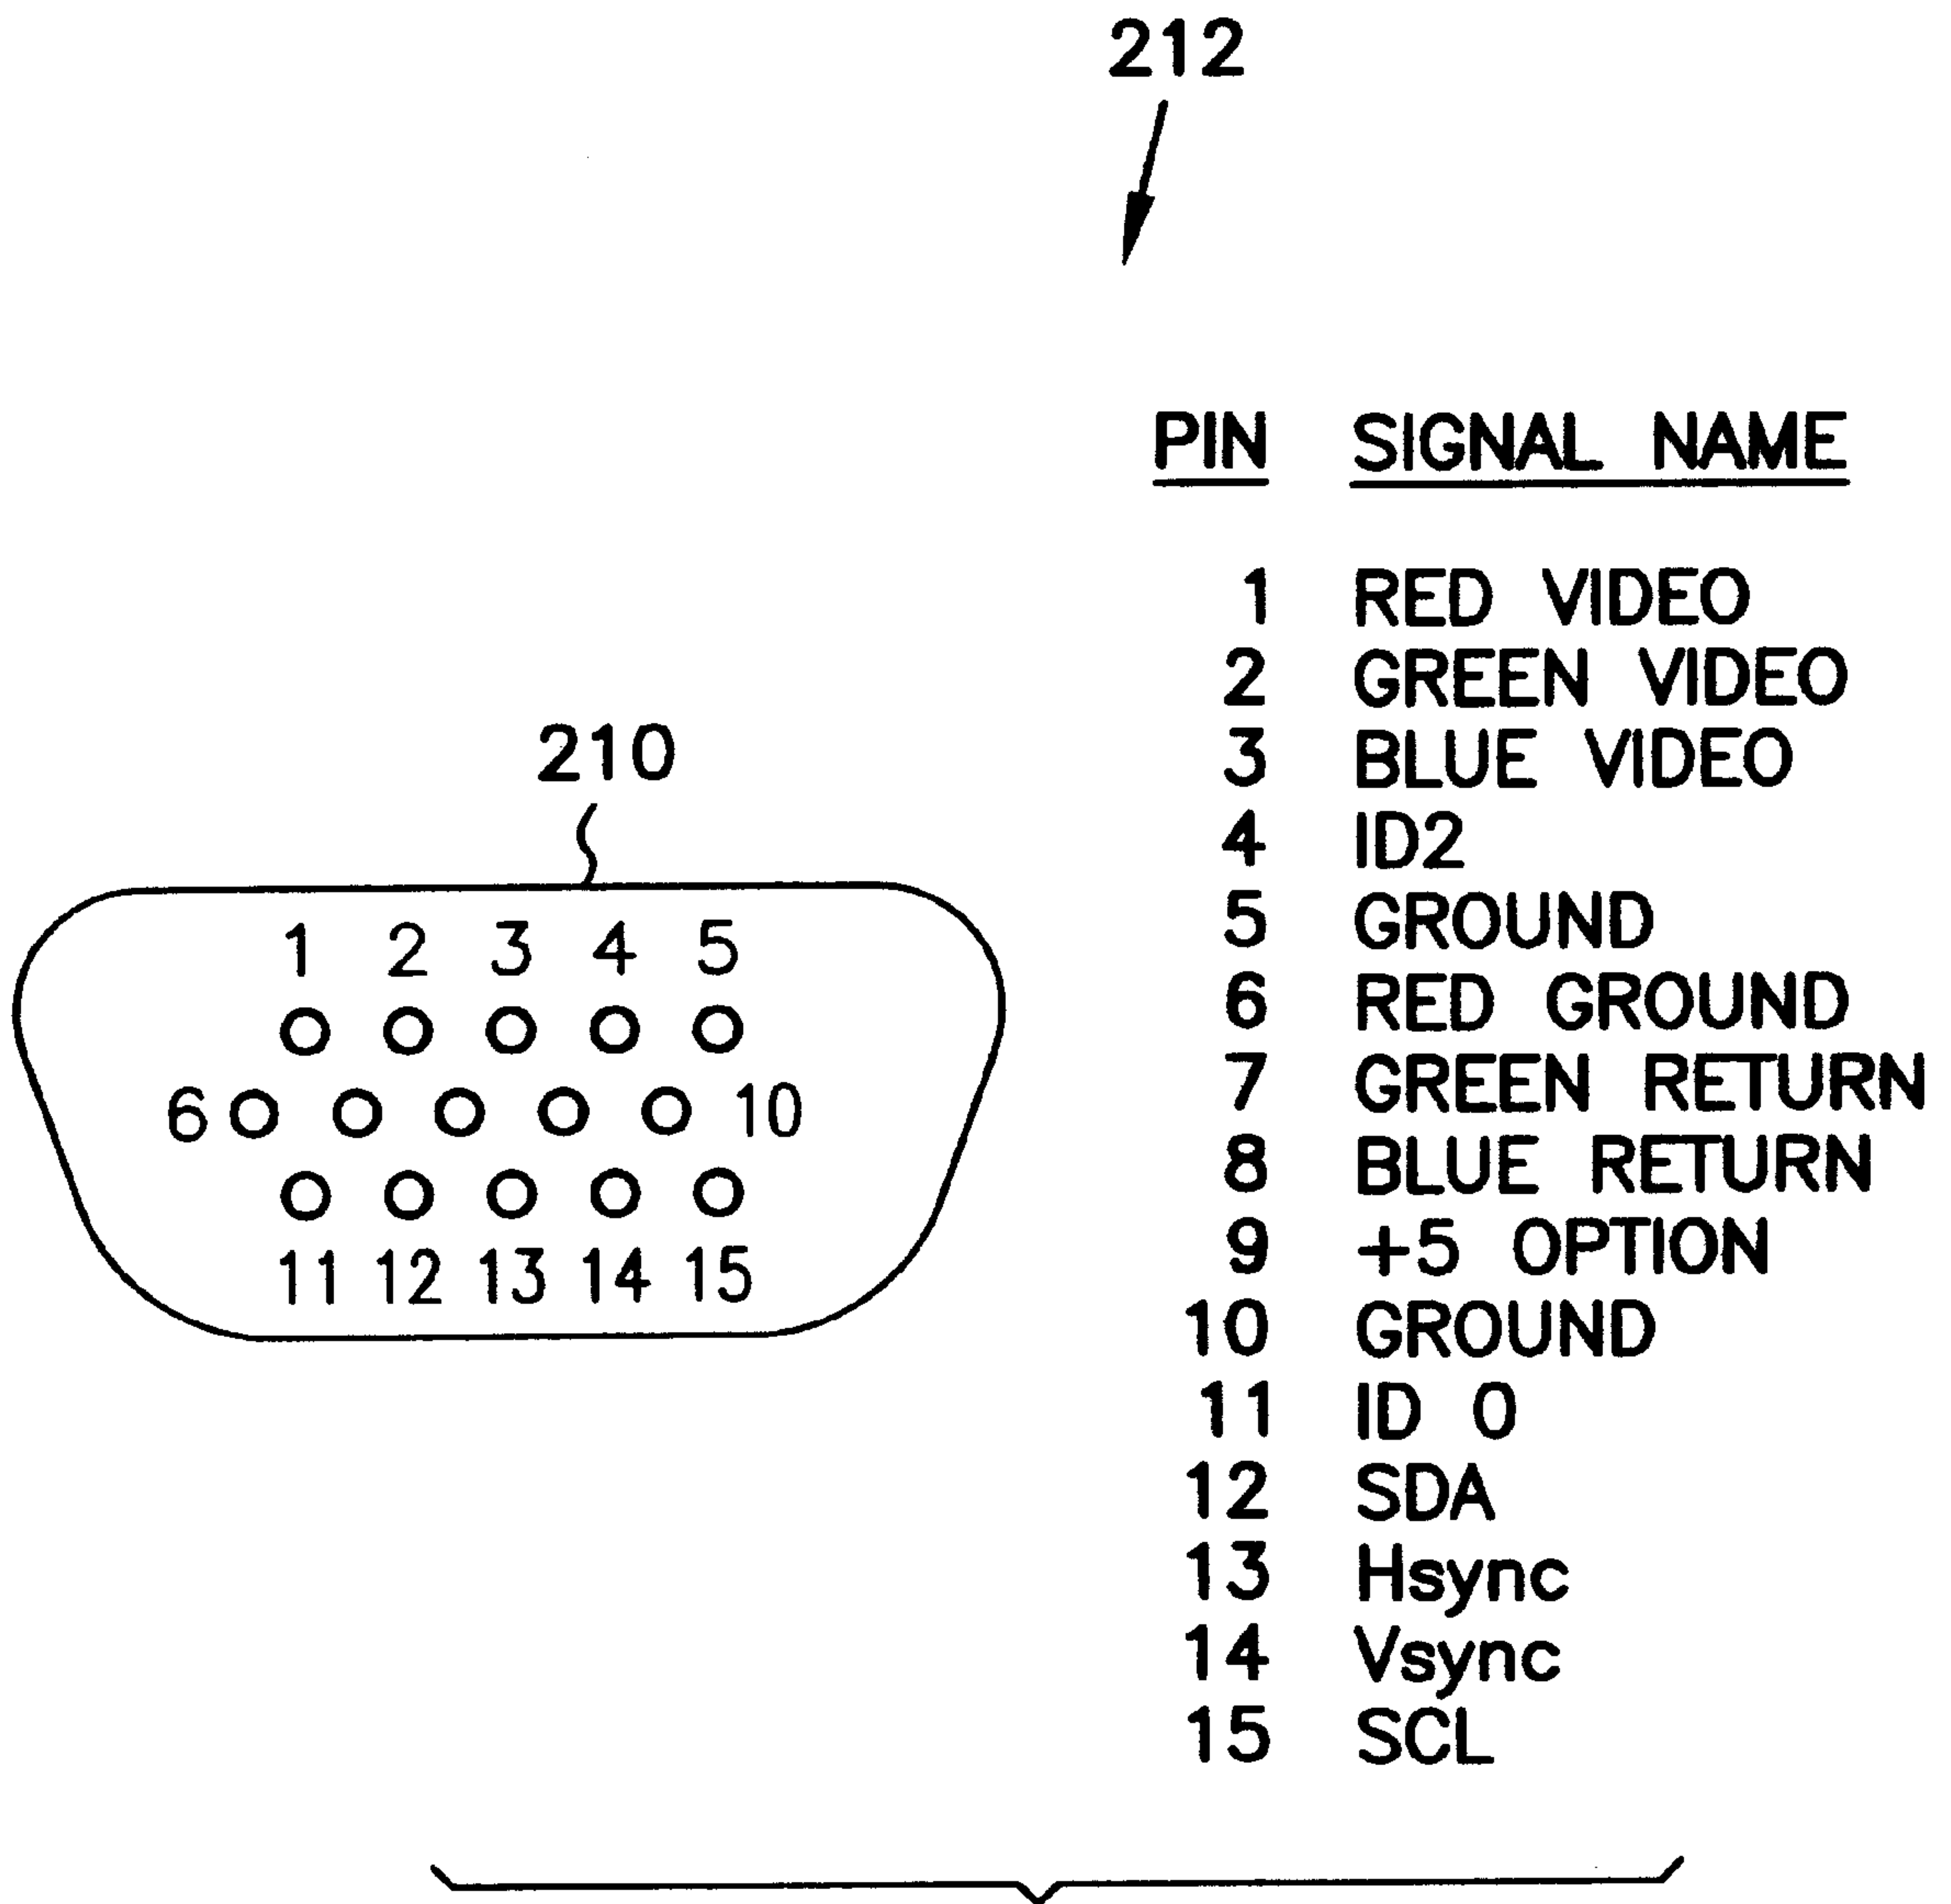 212
PIN SIGNAL NAME
1 RED VIDEO
2 GREEN VIDEO
3 BLUE VIDEO
4 ID2
5 GROUND
6 RED GROUND
7 GREEN RETURN
8 BLUE RETURN
9 +5 OPTION
10 GROUND
11 ID 0
12 SDA
13 Hsync
14 Vsync
15 SCL
210
1 2 3 4 5
6 10
11 12 13 14 15